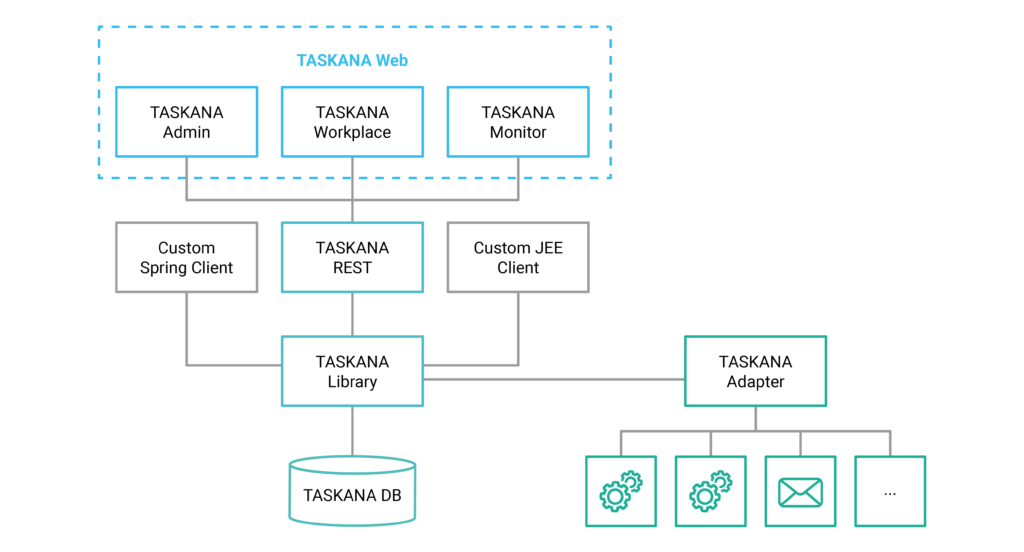 TASKANA Web
TASKANA
Admin
TASKANA
Workplace
TASKANA
Monitor
Custom
Spring Client
TASKANA
REST
Custom JEE
Client
TASKANA
Library
TASKANA
Adapter
TASKANA DB
...